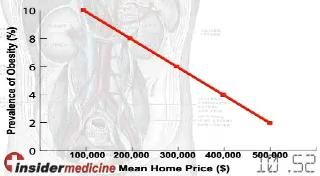 Prevalence of Obesity (%)
10
8
6
4
2
0
100,000 200,000 300,000 400,000 500,000
Mean Home Price ($)
insidermedicine
10.52